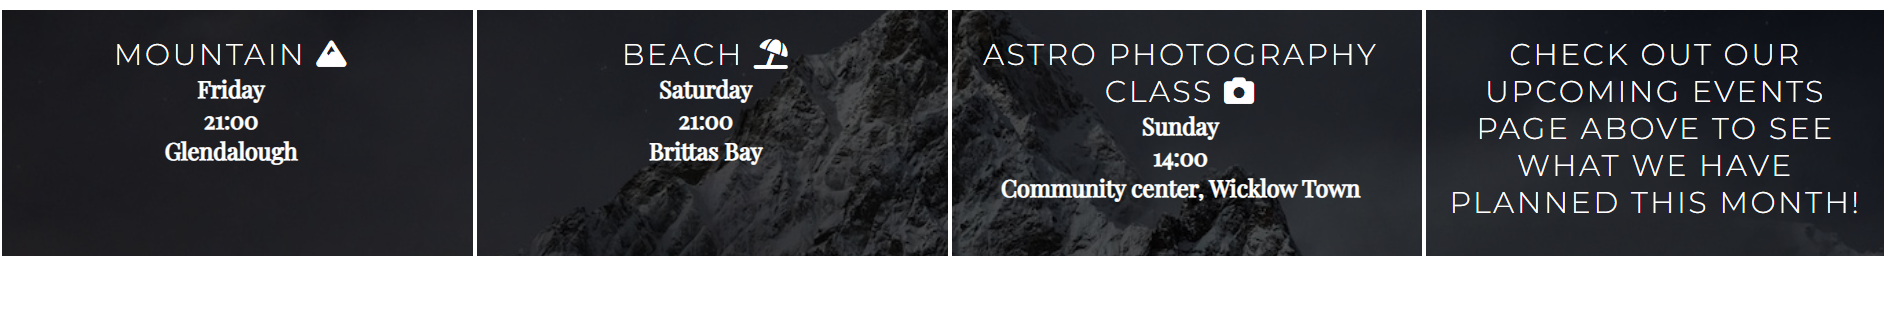 MOUNTAIN
Friday
21:00
Glendalough
BEACH
Saturday
21:00
Brittas Bay
ASTRO PHOTOGRAPHY
CLASS
Sunday
14:00
Community center, Wicklow Town
CHECK OUT OUR
UPCOMING EVENTS
PAGE ABOVE TO SEE
WHAT WE HAVE
PLANNED THIS MONTH!